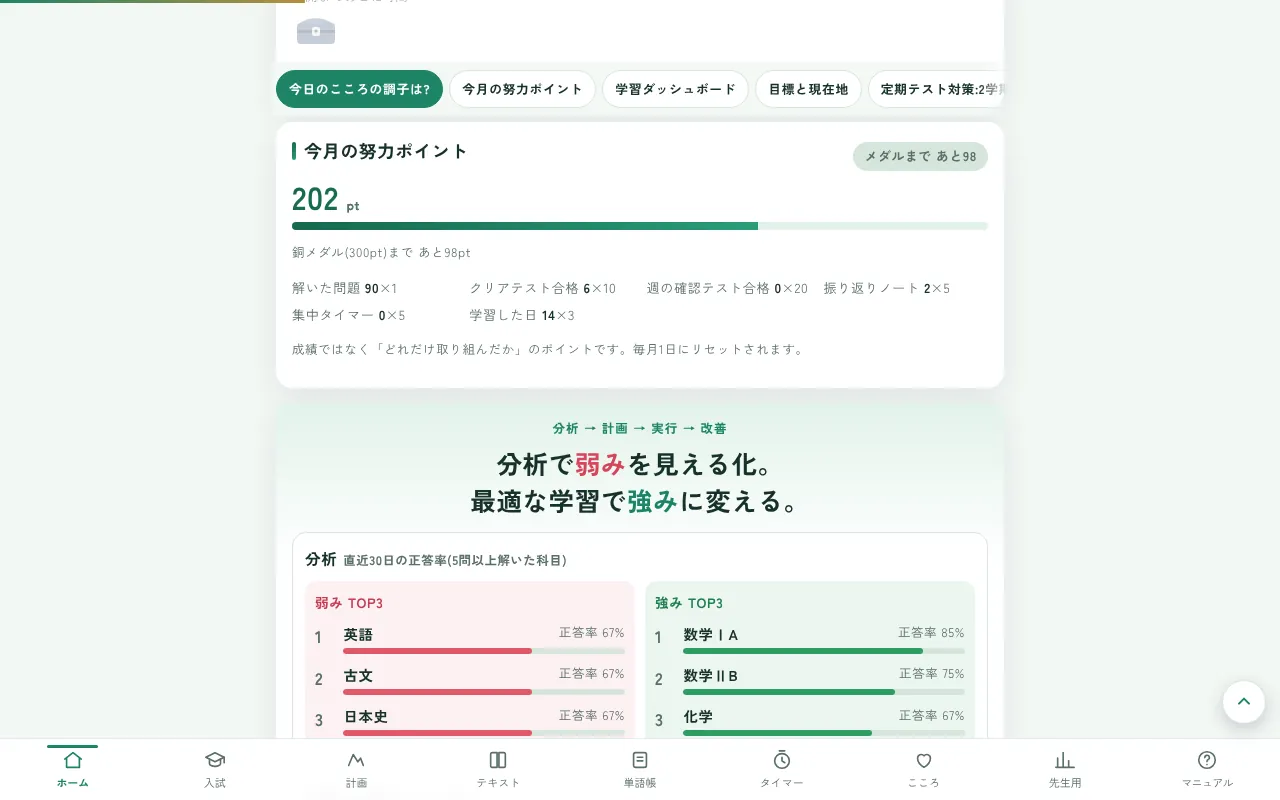 今日のこころの調子は?
今月の努力ポイント
学習ダッシュボード
目標と現在地
定期テスト対策:2学期
今月の努力ポイント
メダルまで あと98
202 pt
銅メダル(300pt)まで あと98pt
解いた問題 90×1
クリアテスト合格 6×10
週の確認テスト合格 0×20
振り返りノート 2×5
集中タイマー 0×5
学習した日 14×3
成績ではなく「どれだけ取り組んだか」のポイントです。毎月1日にリセットされます。
分析 → 計画 → 実行 → 改善
分析で弱みを見える化。
最適な学習で強みに変える。
分析 直近30日の正答率(5問以上解いた科目)
弱み TOP3
1 英語 正答率 67%
2 古文 正答率 67%
3 日本史 正答率 67%
強み TOP3
1 数学ⅠA 正答率 85%
2 数学ⅡB 正答率 75%
3 化学 正答率 67%
ホーム
入試
計画
テキスト
単語帳
タイマー
こころ
先生用
マニュアル